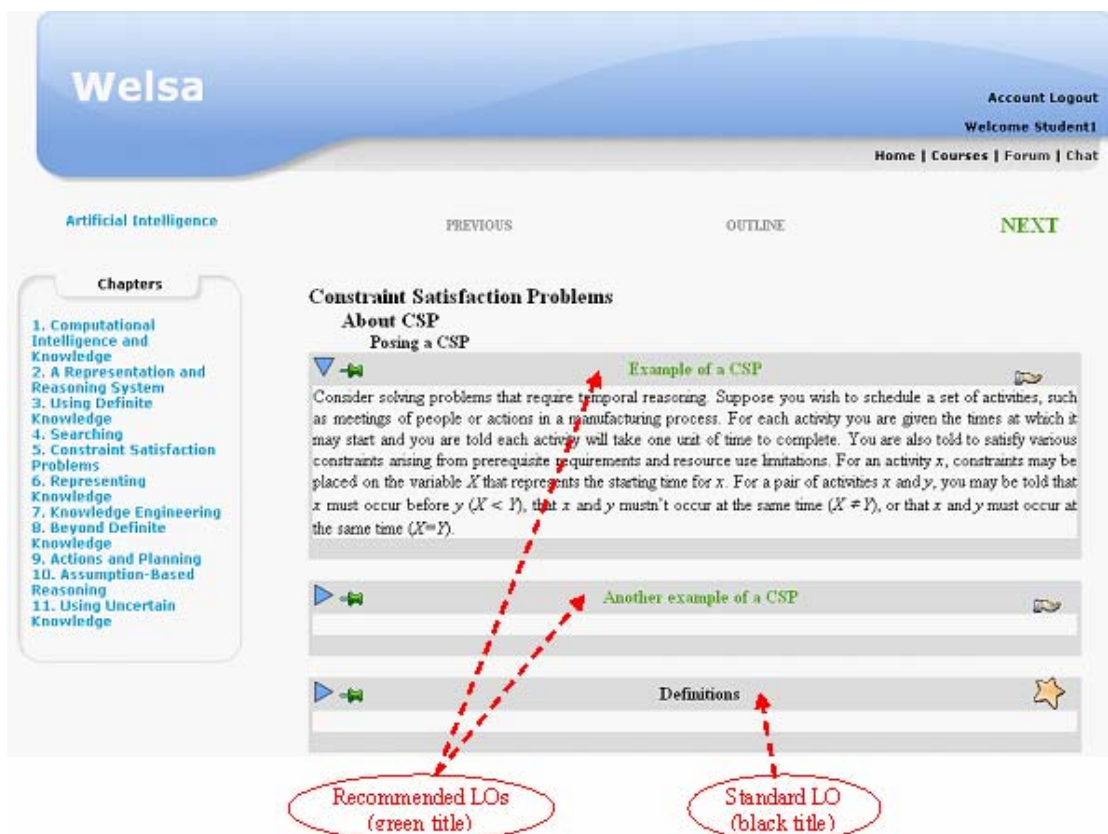 Welsa
Account Logout
Welcome Student1
Home | Courses | Forum | Chat
Artificial Intelligence
PREVIOUS
OUTLINE
NEXT
Chapters
1. Computational
Intelligence and
Knowledge
2. A Representation and
Reasoning System
3. Using Definite
Knowledge
4. Searching
5. Constraint Satisfaction
Problems
6. Representing
Knowledge
7. Knowledge Engineering
8. Beyond Definite
Knowledge
9. Actions and Planning
10. Assumption-Based
Reasoning
11. Using Uncertain
Knowledge
Constraint Satisfaction Problems
About CSP
Posing a CSP
Example of a CSP
Consider solving problems that require temporal reasoning. Suppose you wish to schedule a set of activities, such
as meetings of people or actions in a manufacturing process. For each activity you are given the times at which it
may start and you are told each activity will take one unit of time to complete. You are also told to satisfy various
constraints arising from prerequisite requirements and resource use limitations. For an activity x, constraints may be
placed on the variable X that represents the starting time for x. For a pair of activities x and y, you may be told that
x must occur before y (X < Y), that x and y mustn't occur at the same time (X ≠ Y), or that x and y must occur at
the same time (X=Y).
Another example of a CSP
Definitions
Recommended LOs
(green title)
Standard LO
(black title)